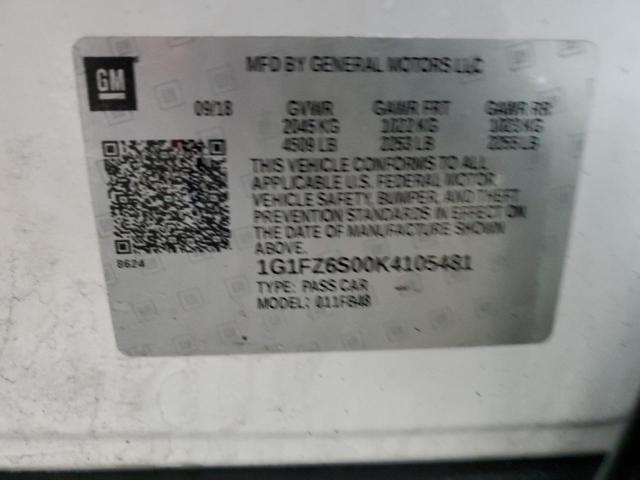 GM
MFD BY GENERAL MOTORS LLC
09/18 GVWR GAWR FRT GAWR RR
2045 KG 1022 KG 1023 KG
4509 LB 2253 LB 2255 LB
THIS VEHICLE CONFORMS TO ALL
APPLICABLE U.S. FEDERAL MOTOR
VEHICLE SAFETY, BUMPER, AND THEFT
PREVENTION STANDARDS IN EFFECT ON
THE DATE OF MANUFACTURE SHOWN ABOVE.
8624 1G1FZ6S00K4105481
TYPE: PASS CAR
MODEL: 011FB48